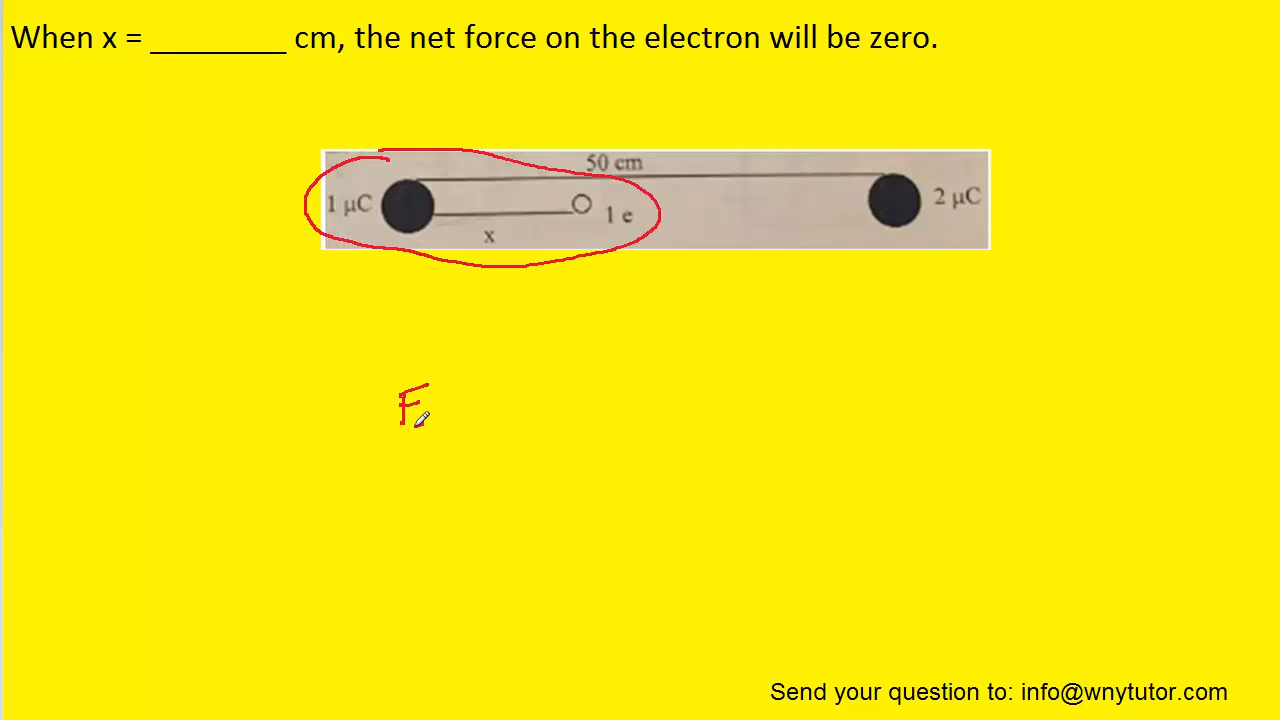 When x = ________ cm, the net force on the electron will be zero.
50 cm
1 μC
1 e
2 μC
x
F
Send your question to: info@wnytutor.com